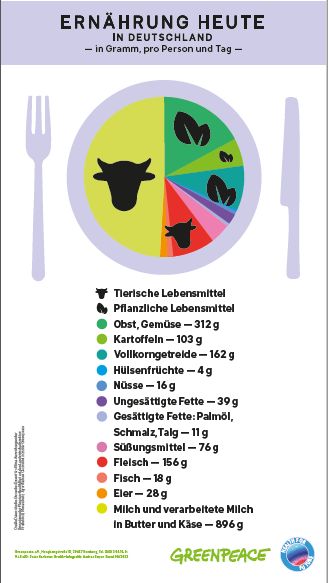 ERNÄHRUNG HEUTE
IN DEUTSCHLAND
— in Gramm, pro Person und Tag —
Tierische Lebensmittel
Pflanzliche Lebensmittel
Obst, Gemüse — 312 g
Kartoffeln — 103 g
Vollkorngetreide — 162 g
Hülsenfrüchte — 4 g
Nüsse — 16 g
Ungesättigte Fette — 39 g
Gesättigte Fette: Palmöl,
Schmalz, Talg — 11 g
Süßungsmittel — 76 g
Fleisch — 156 g
Fisch — 18 g
Eier — 28 g
Milch und verarbeitete Milch
in Butter und Käse — 896 g
GREENPEACE